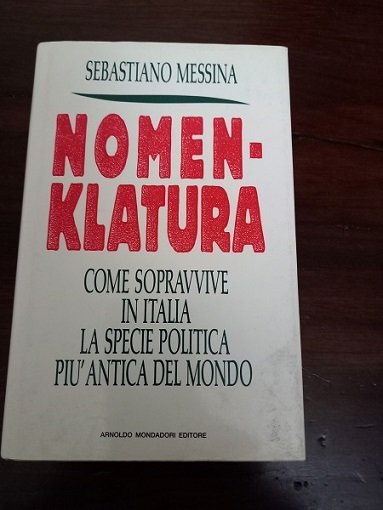 SEBASTIANO MESSINA
NOMEN-
KLATURA
COME SOPRAVVIVE
IN ITALIA
LA SPECIE POLITICA
PIU' ANTICA DEL MONDO
ARNOLDO MONDADORI EDITORE